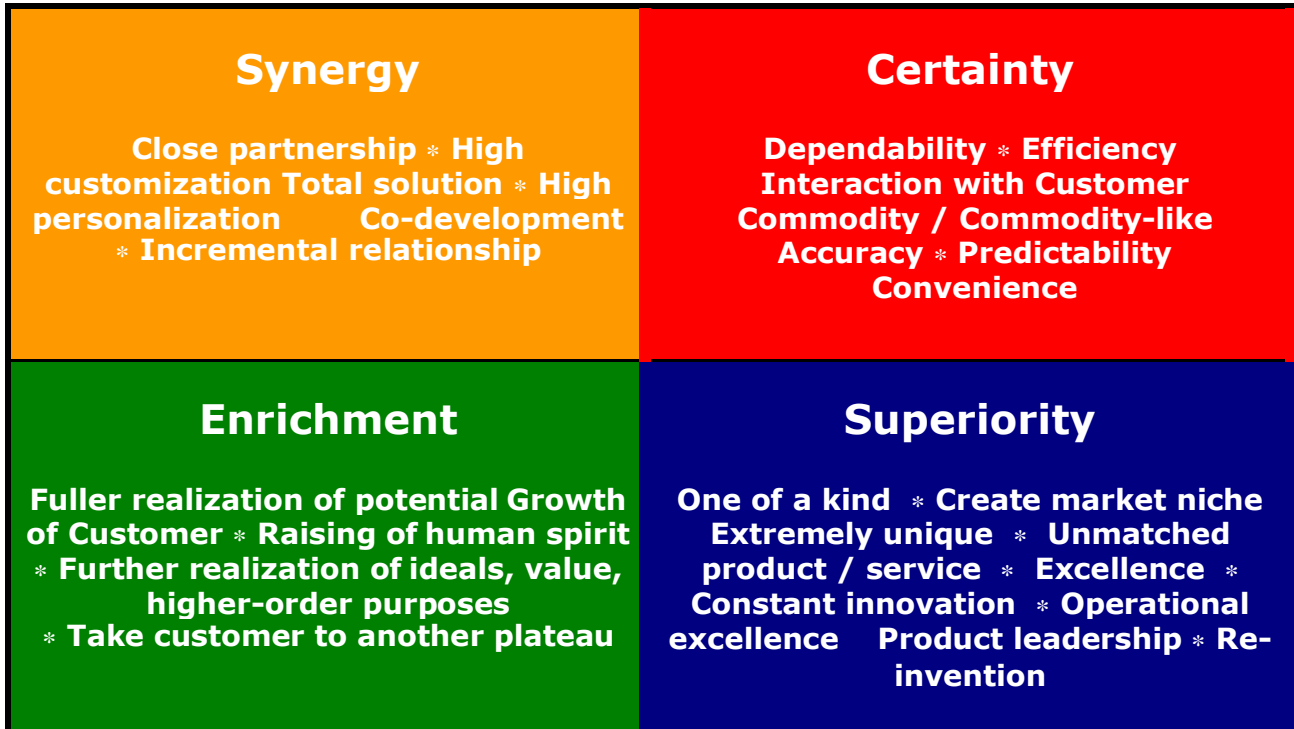 Synergy
Close partnership * High
customization Total solution * High
personalization Co-development
* Incremental relationship
Certainty
Dependability * Efficiency
Interaction with Customer
Commodity / Commodity-like
Accuracy * Predictability
Convenience
Enrichment
Fuller realization of potential Growth
of Customer * Raising of human spirit
* Further realization of ideals, value,
higher-order purposes
* Take customer to another plateau
Superiority
One of a kind * Create market niche
Extremely unique * Unmatched
product / service * Excellence *
Constant innovation * Operational
excellence Product leadership * Re-
invention